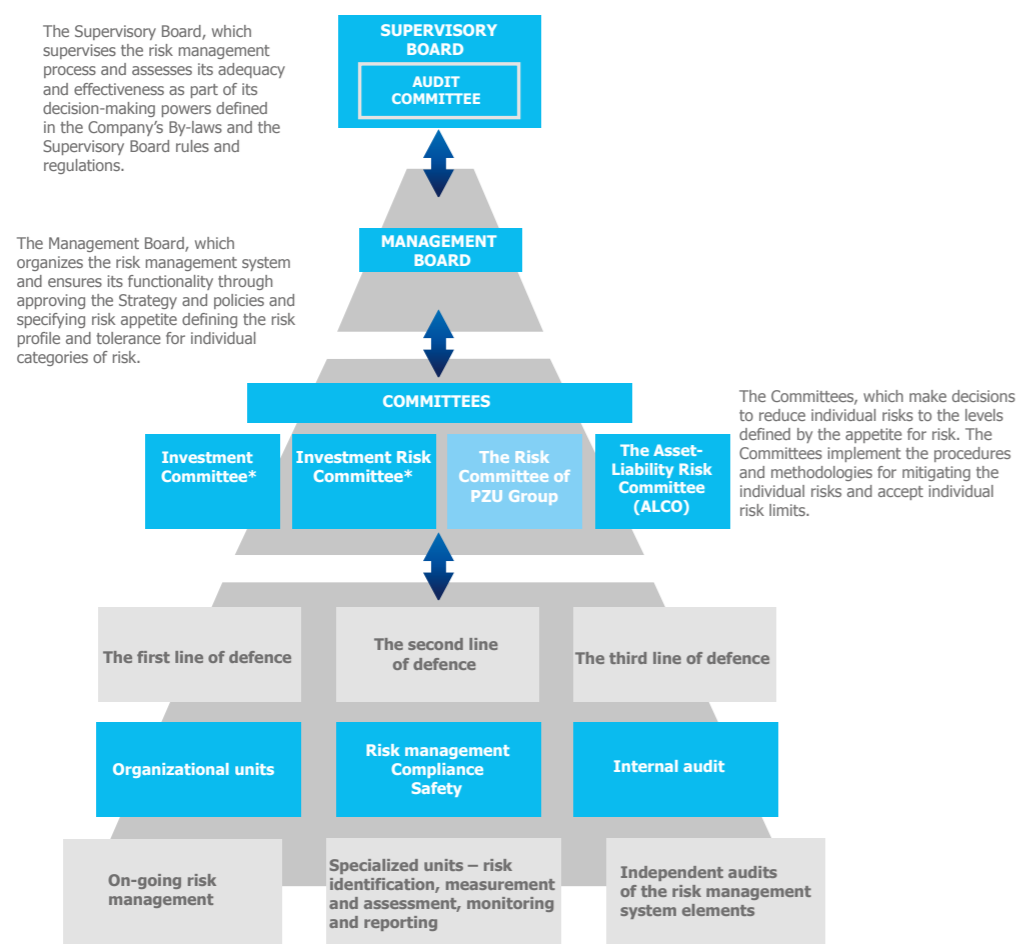 The Supervisory Board, which
supervises the risk management
process and assesses its adequacy
and effectiveness as part of its
decision-making powers defined
in the Company’s By-laws and the
Supervisory Board rules and
regulations.
SUPERVISORY
BOARD
AUDIT
COMMITTEE
The Management Board, which
organizes the risk management system
and ensures its functionality through
approving the Strategy and policies and
specifying risk appetite defining the risk
profile and tolerance for individual
categories of risk.
MANAGEMENT
BOARD
COMMITTEES
Investment
Committee*
Investment Risk
Committee*
The Risk
Committee of
PZU Group
The Asset-
Liability Risk
Committee
(ALCO)
The Committees, which make decisions
to reduce individual risks to the levels
defined by the appetite for risk. The
Committees implement the procedures
and methodologies for mitigating the
individual risks and accept individual
risk limits.
The first line of defence
The second line
of defence
The third line of defence
Organizational units
Risk management
Compliance
Safety
Internal audit
On-going risk
management
Specialized units – risk
identification, measurement
and assessment, monitoring
and reporting
Independent audits
of the risk management
system elements